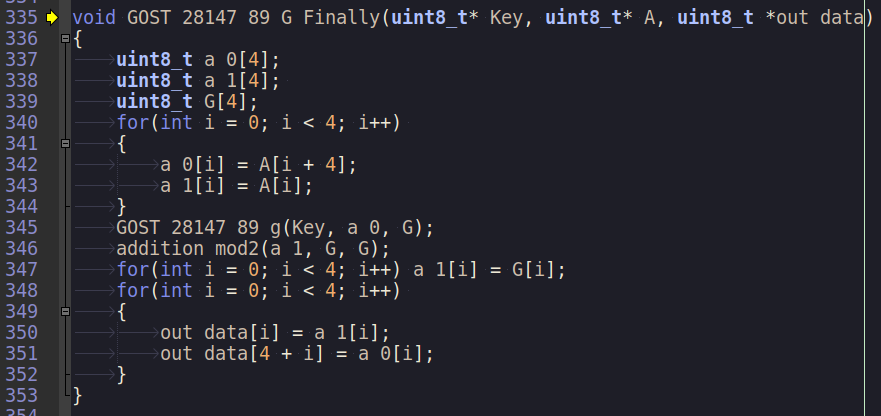 335 void GOST 28147 89 G Finally(uint8_t* Key, uint8_t* A, uint8_t *out data)
336 {
337 uint8_t a 0[4];
338 uint8_t a 1[4];
339 uint8_t G[4];
340 for(int i = 0; i < 4; i++)
341 {
342 a 0[i] = A[i + 4];
343 a 1[i] = A[i];
344 }
345 GOST 28147 89 g(Key, a 0, G);
346 addition mod2(a 1, G, G);
347 for(int i = 0; i < 4; i++) a 1[i] = G[i];
348 for(int i = 0; i < 4; i++)
349 {
350 out data[i] = a 1[i];
351 out data[4 + i] = a 0[i];
352 }
353 }
354